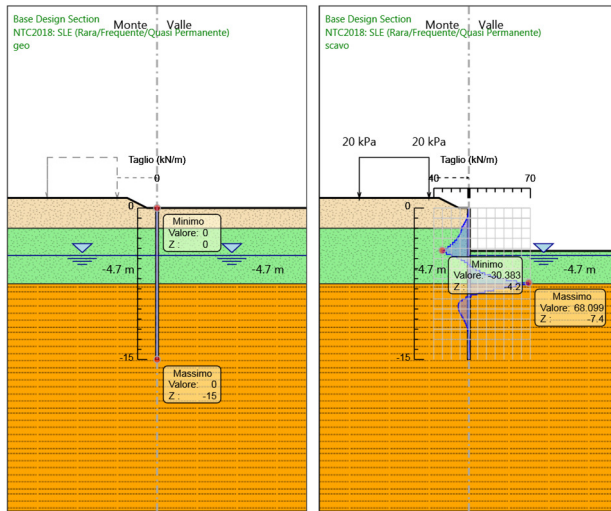 Base Design Section
NTC2018: SLE (Rara/Frequente/Quasi Permanente)
geo
Monte
Valle
Taglio (kN/m)
0
0
Minimo
Valore: 0
Z : 0
-4.7 m
-4.7 m
-15
Massimo
Valore: 0
Z : -15
Base Design Section
NTC2018: SLE (Rara/Frequente/Quasi Permanente)
scavo
Monte
Valle
20 kPa
20 kPa
Taglio (kN/m)
40
70
0
Minimo
Valore: -30.383
Z : -4.2
-4.7 m
-4.7 m
Massimo
Valore: 68.099
Z : -7.4
-15